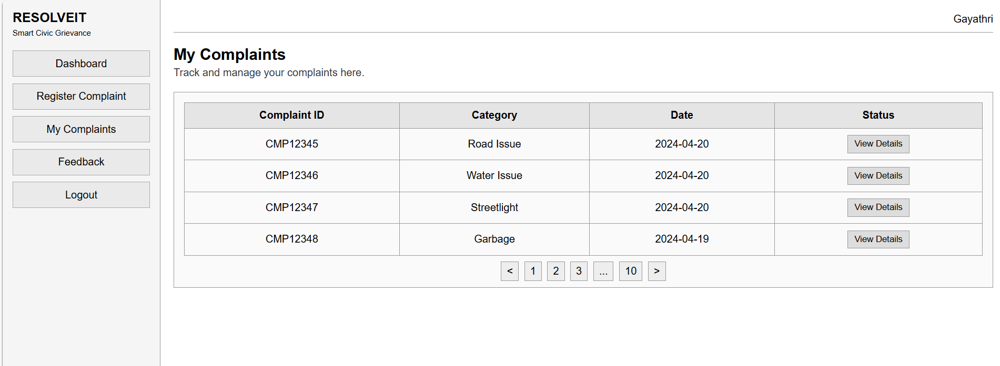 RESOLVEIT
Smart Civic Grievance
Dashboard
Register Complaint
My Complaints
Feedback
Logout
Gayathri
My Complaints
Track and manage your complaints here.
Complaint ID Category Date Status
CMP12345 Road Issue 2024-04-20 View Details
CMP12346 Water Issue 2024-04-20 View Details
CMP12347 Streetlight 2024-04-20 View Details
CMP12348 Garbage 2024-04-19 View Details
< 1 2 3 ... 10 >